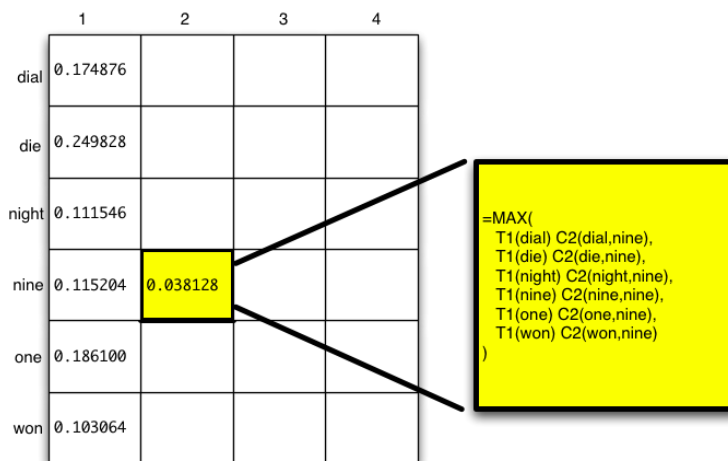 1 2 3 4
dial 0.174876
die 0.249828
night 0.111546
nine 0.115204 0.038128
one 0.186100
won 0.103064
=MAX(
T1(dial) C2(dial,nine),
T1(die) C2(die,nine),
T1(night) C2(night,nine),
T1(nine) C2(nine,nine),
T1(one) C2(one,nine),
T1(won) C2(won,nine)
)